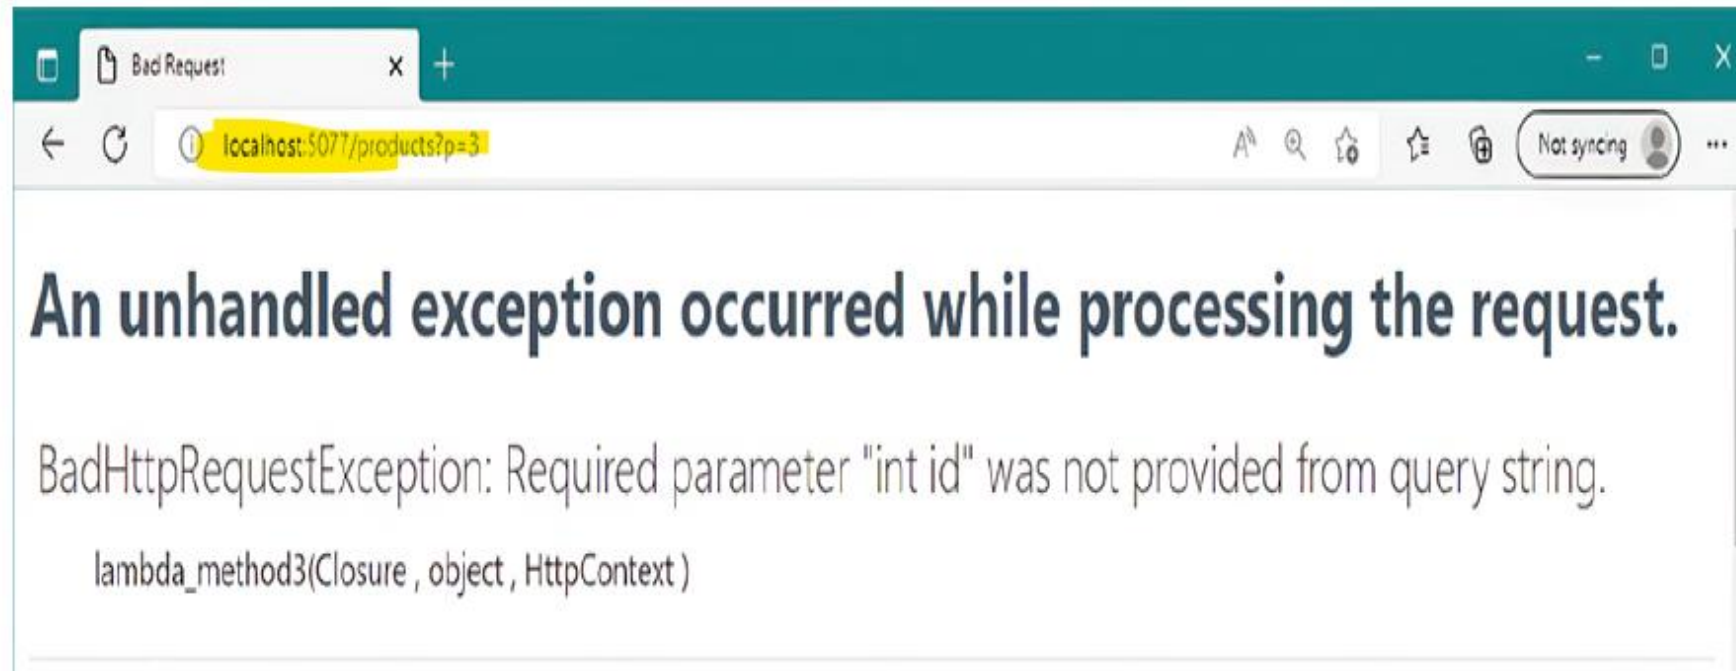 Bad Request
localhost:5077/products?p=3
Not syncing
An unhandled exception occurred while processing the request.
BadHttpRequestException: Required parameter "int id" was not provided from query string.
lambda_method3(Closure , object , HttpContext )